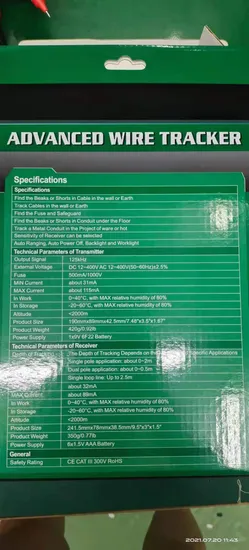 ADVANCED WIRE TRACKER
Specifications
Specifications
Find the Beaks or Shorts in Cable in the wall or Earth
Track Cables in the wall or Earth
Find the Fuse and Safeguard
Find the Beaks or Shorts in Conduit under the Floor
Track a Metal Conduit in the Project of wars or hot
Sensitivity of Receiver can be selected
Auto Ranging, Auto Power Off, Backlight and Worklight
Technical Parameters of Transmitter
Output Signal 125kHz
External Voltage DC 12~400V/AC 12~400V(50~60Hz)±2.5%
Fuse 500mA/1000V
MIN Current about 31mA
MAX Current about 115mA
In Work 0~40°C, with MAX relative humidity of 80%
In Storage -20~60°C, with MAX relative humidity of 80%
Altitude <2000m
Product Size 190mmx89mmx42.5mm/7.48"x3.5"x1.67"
Product Weight 420g/0.92lb
Power Supply 1x9V 6F22 Battery
Technical Parameters of Receiver
Depth of Tracking The Depth of Tracking Depends on the Specific Applications
Single pole application: about 0~2m
Dual pole application: about 0~0.5m
Single loop line: Up to 2.5m
about 32mA
MAX Current about 89mA
In Work 0~40°C, with MAX relative humidity of 80%
In Storage -20~60°C, with MAX relative humidity of 80%
Altitude <2000m
Product Size 241.5mmx78mmx38.5mm/9.5"x3"x1.5"
Product Weight 350g/0.77lb
Power Supply 6x1.5V AAA Battery
General
Safety Rating CE CAT III 300V RoHS
2021.07.20 11:43